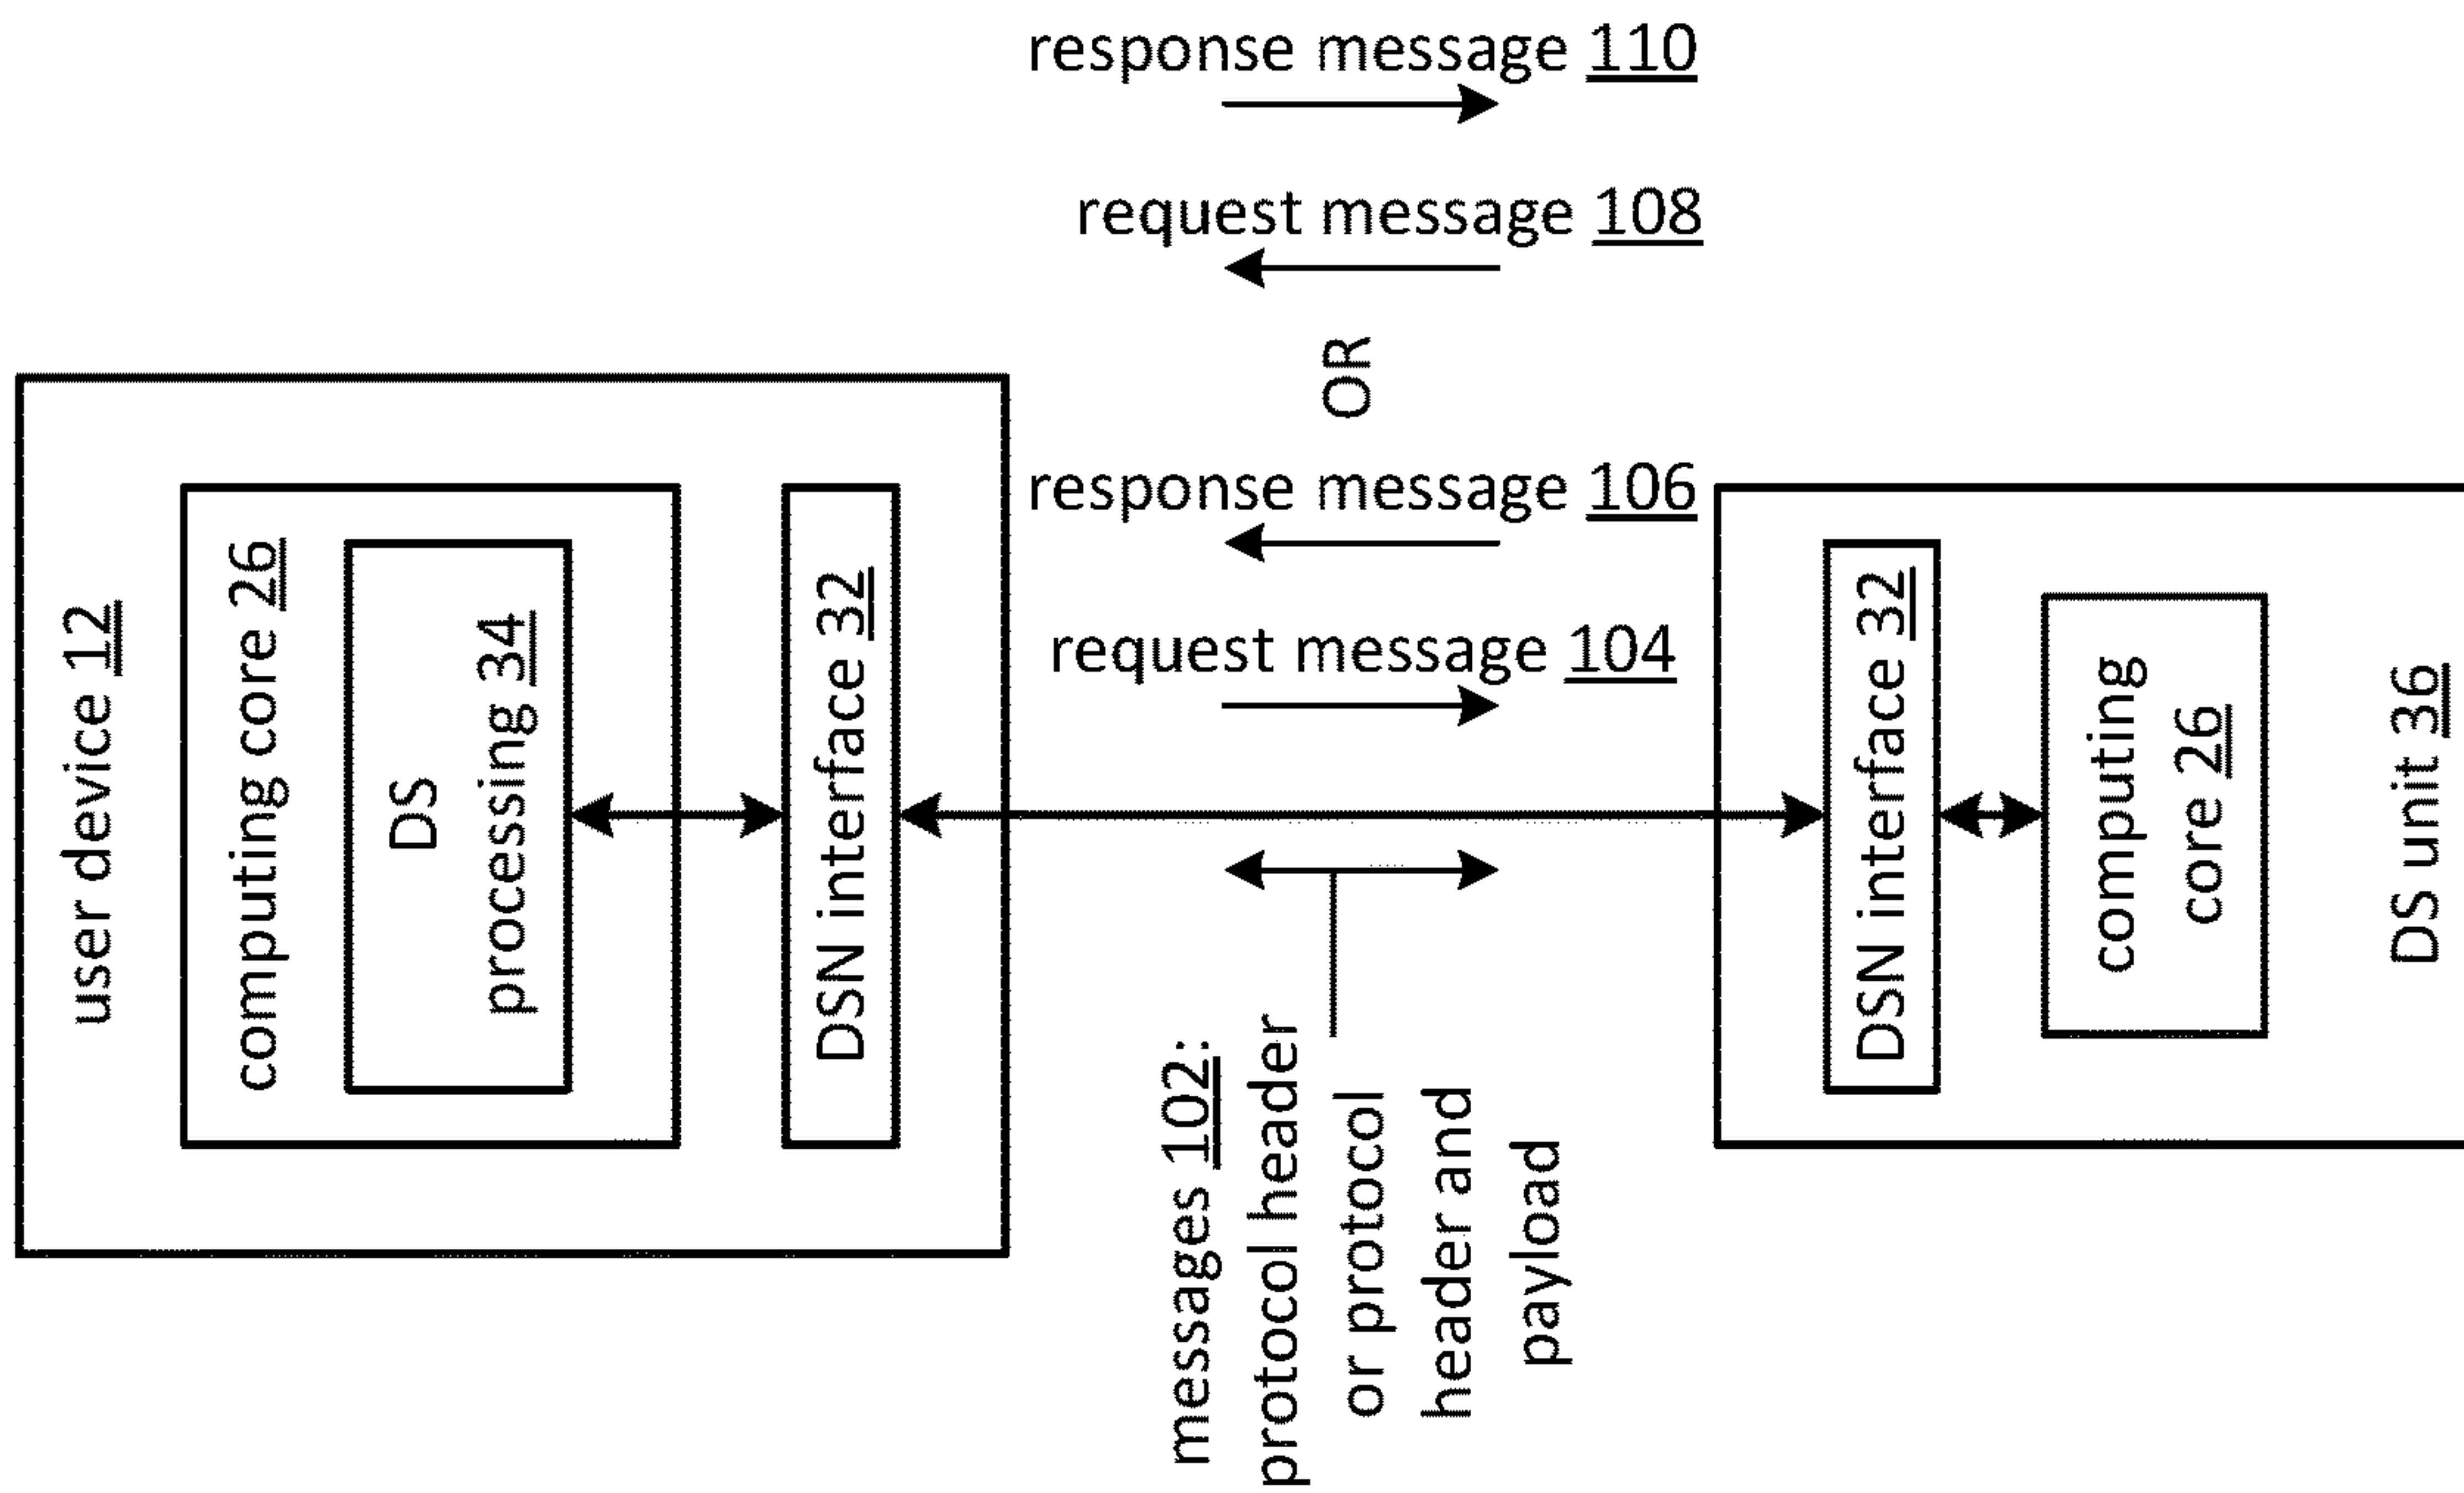 user device 12
computing core 26
DS
processing 34
DSN interface 32
response message 110
request message 108
OR
response message 106
request message 104
messages 102:
protocol header
or protocol
header and
payload
DSN interface 32
computing
core 26
DS unit 36